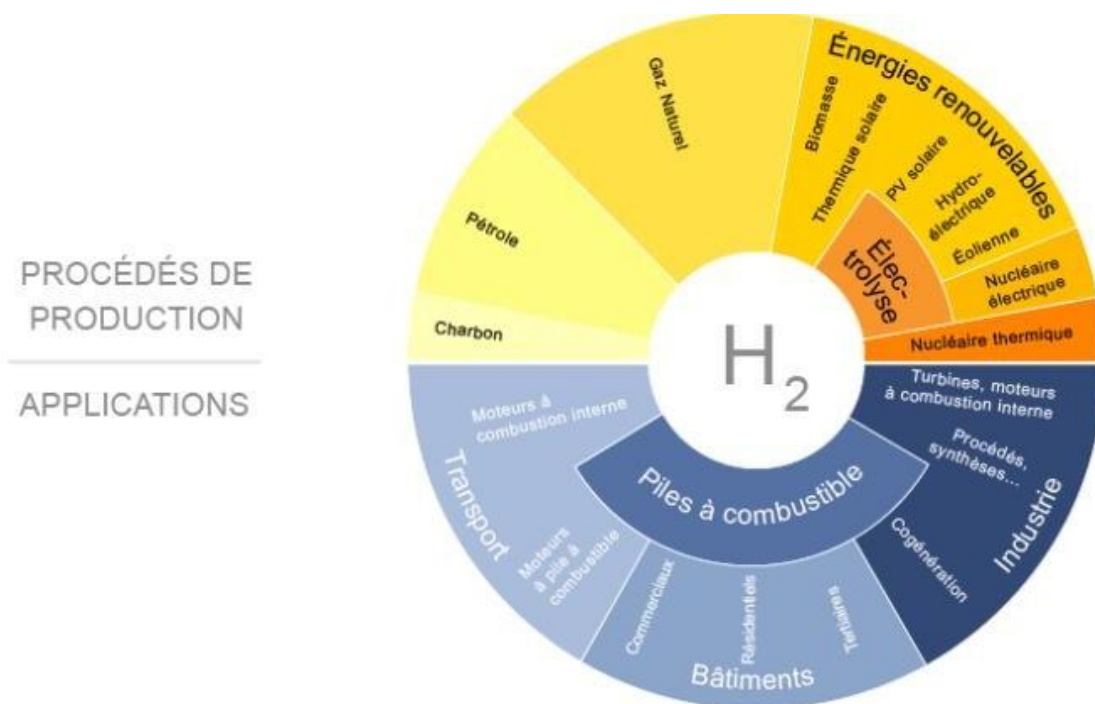 PROCÉDÉS DE
PRODUCTION
APPLICATIONS
Gaz Naturel
Pétrole
Charbon
Énergies renouvelables
Biomasse
Thermique solaire
PV solaire
Hydro-
électrique
Éolienne
Élec-
trolyse
Nucléaire
électrique
Nucléaire thermique
H2
Moteurs à
combustion interne
Transport
Moteurs
à pile à
combustible
Piles à combustible
Commerciaux
Résidentiels
Tertiaires
Bâtiments
Turbines, moteurs
à combustion interne
Procédés,
synthèses...
Cogénération
Industrie